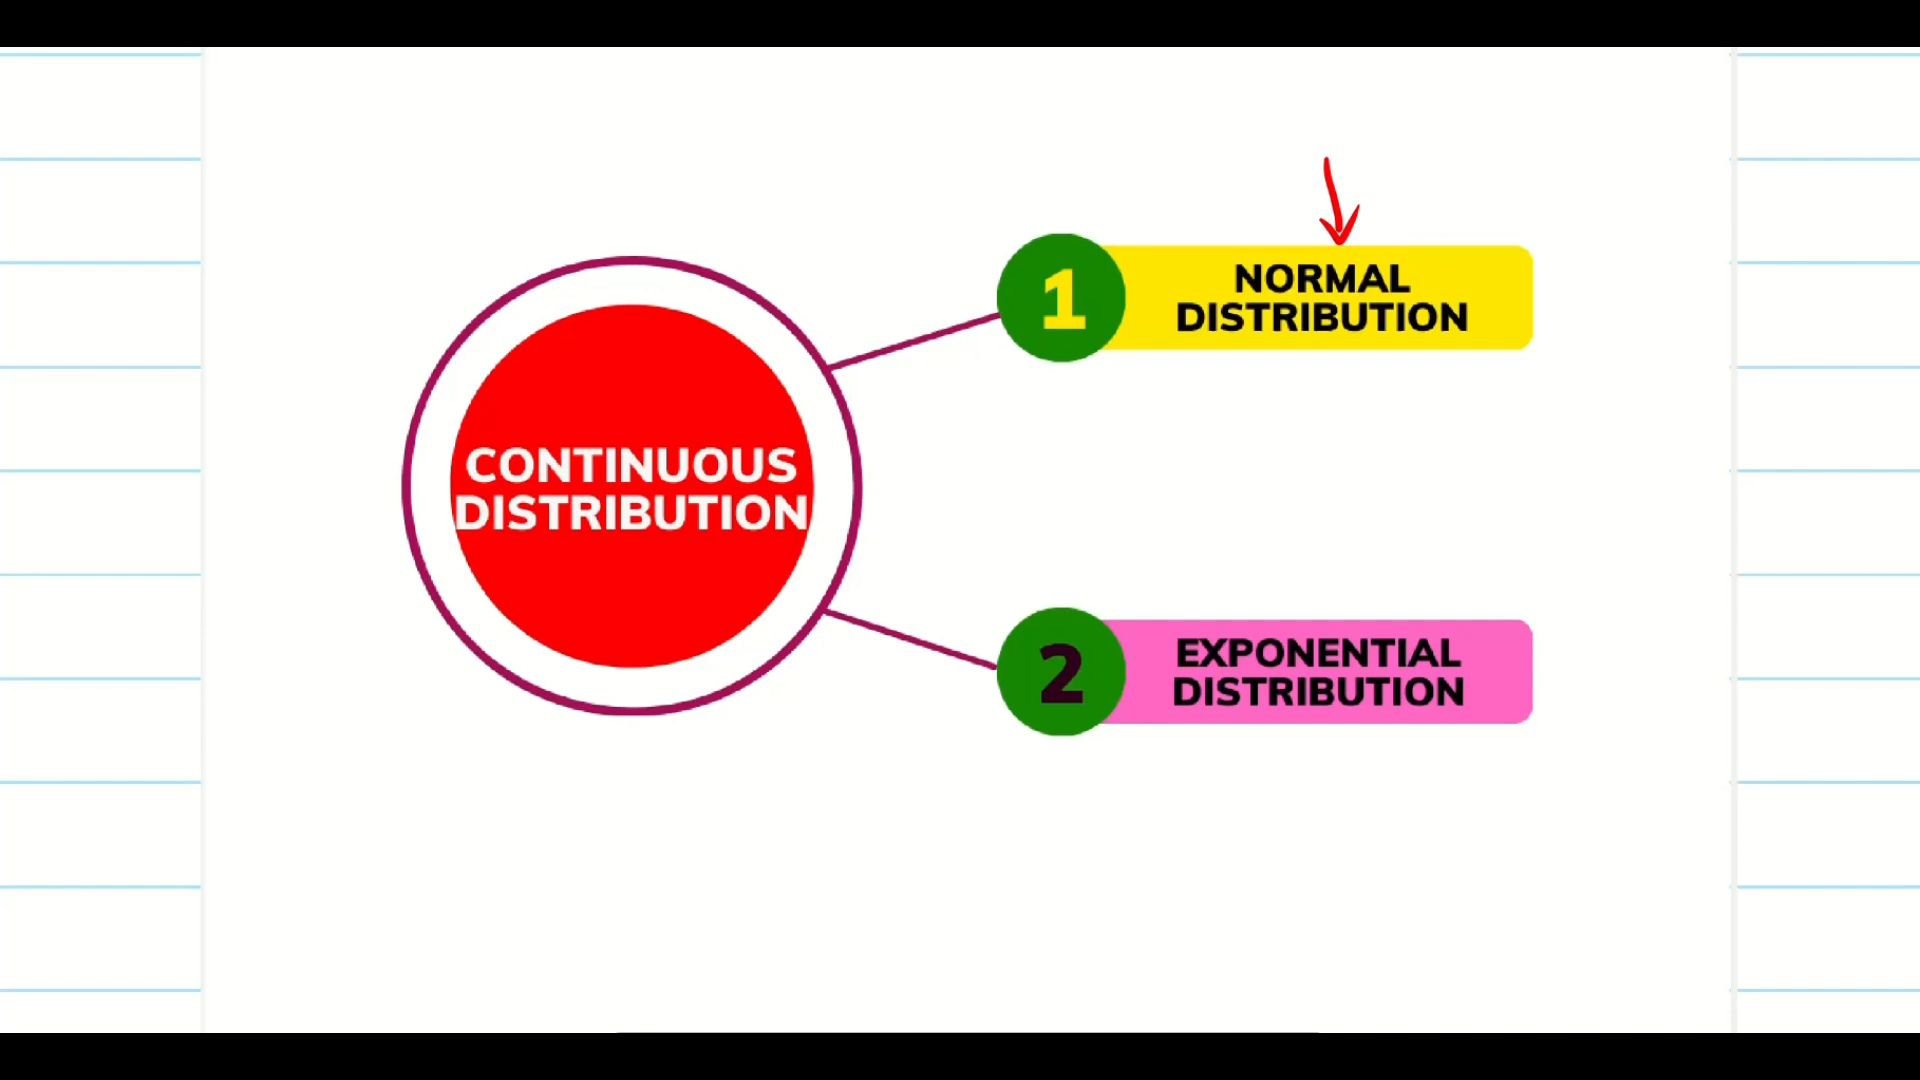 CONTINUOUS
DISTRIBUTION
1
NORMAL
DISTRIBUTION
2
EXPONENTIAL
DISTRIBUTION